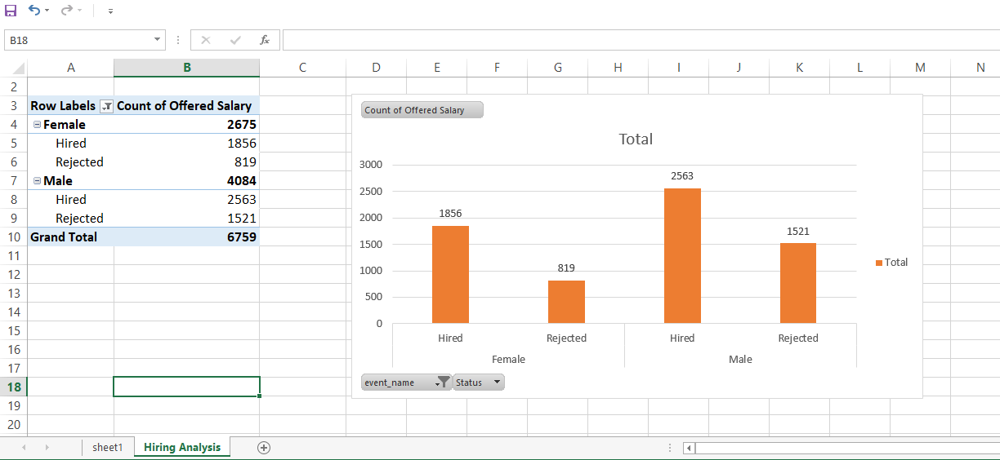 B18
fx
A B C D E F G H I J K L M N
2
3 Row Labels Count of Offered Salary
4 Female 2675
5 Hired 1856
6 Rejected 819
7 Male 4084
8 Hired 2563
9 Rejected 1521
10 Grand Total 6759
11
12
13
14
15
16
17
18
19
20
Count of Offered Salary
Total
3000
2500
2000
1500
1000
500
0
1856
819
2563
1521
Total
Hired Rejected Hired Rejected
Female Male
event_name Status
sheet1 Hiring Analysis